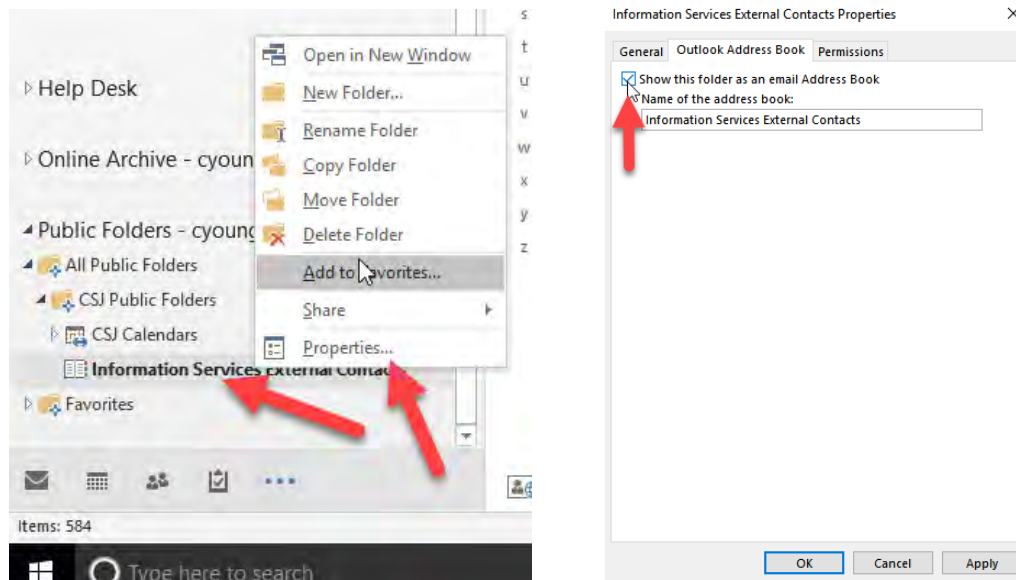 Help Desk
Online Archive - cyoun
Public Folders - cyoung
All Public Folders
CSJ Public Folders
CSJ Calendars
Information Services External Contac
Favorites
Open in New Window
New Folder...
Rename Folder
Copy Folder
Move Folder
Delete Folder
Add to Favorites...
Share
Properties...
s
t
u
v
w
x
y
z
Items: 584
Type here to search
Information Services External Contacts Properties
General Outlook Address Book Permissions
Show this folder as an email Address Book
Name of the address book:
Information Services External Contacts
OK Cancel Apply